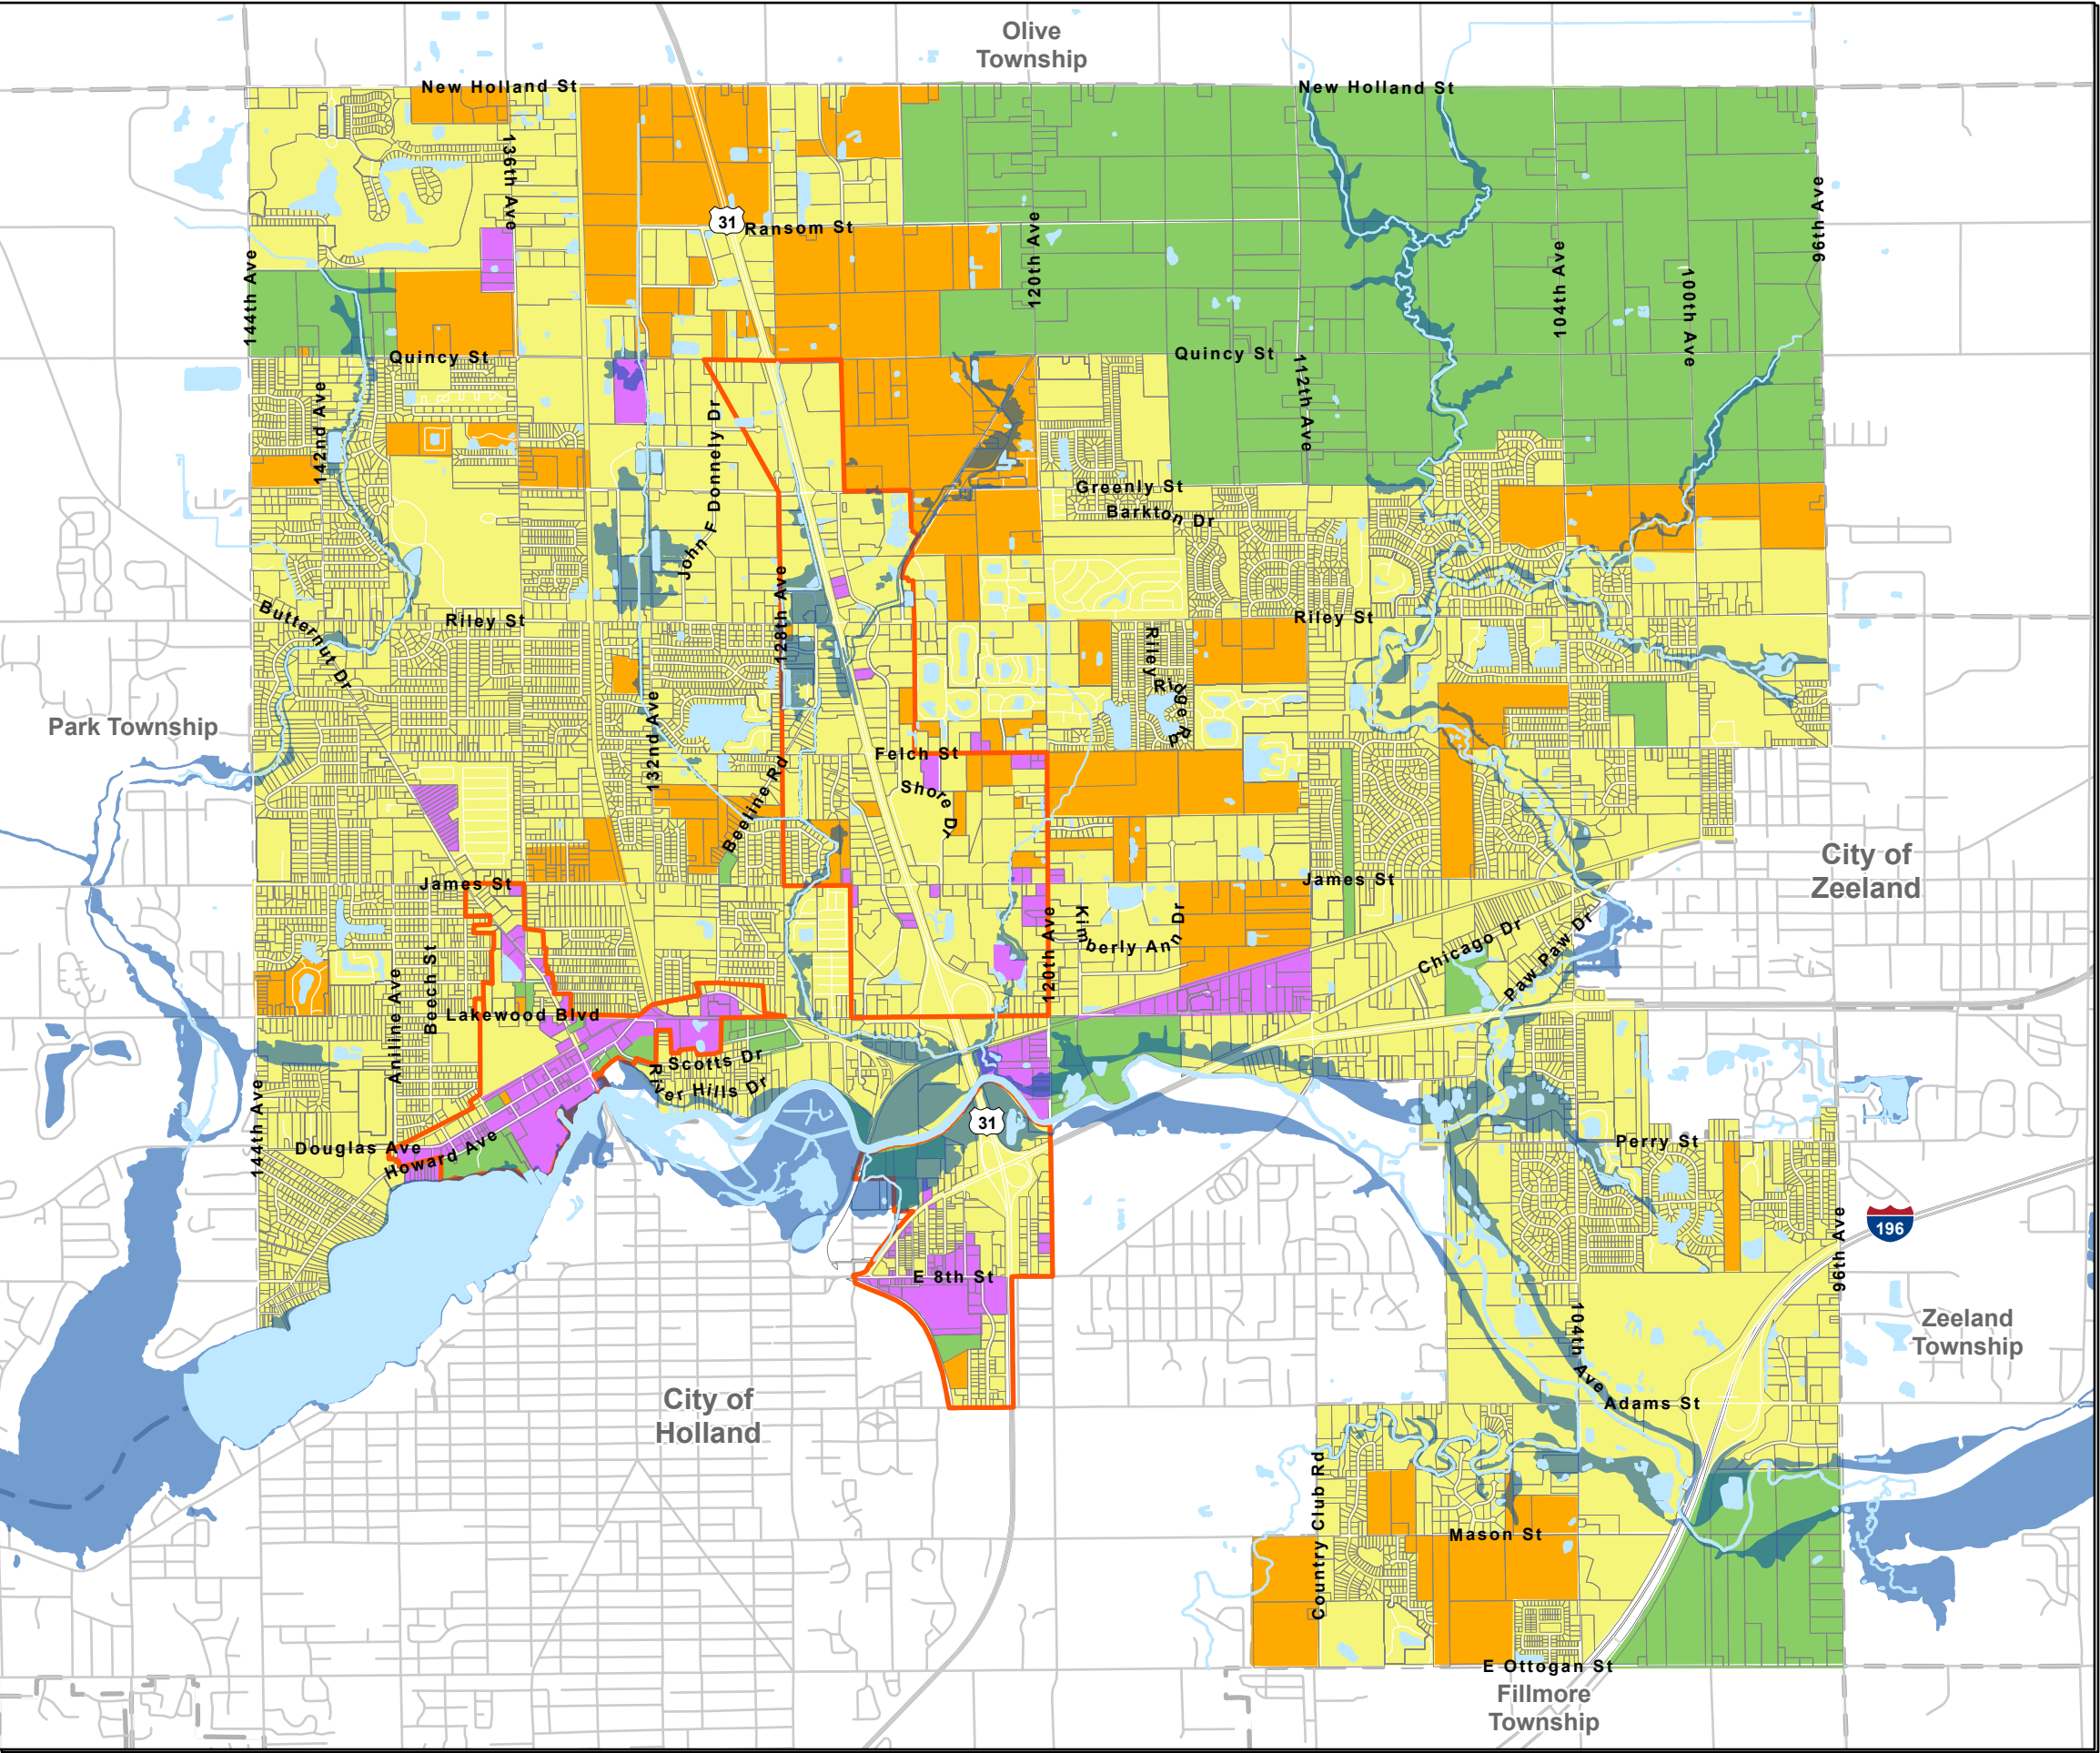 Olive
Township
New Holland St
New Holland St
136th Ave
31
Ransom St
96th Ave
120th Ave
104th Ave
144th Ave
100th Ave
Quincy St
Quincy St
112th Ave
142nd Ave
John F Donnely Dr
Greenly St
Barkton Dr
128th Ave
Butternut Dr
Riley St
Riley St
Riley Ridge Rd
Park Township
132nd Ave
Felch St
Beeline Rd
Shore Dr
City of
Zeeland
James St
James St
Kimberly Ann Dr
120th Ave
Chicago Dr
Paw Paw Dr
Beech St
Aniline Ave
Lakewood Blvd
Scotts Dr
River Hills Dr
144th Ave
31
Douglas Ave
Howard Ave
Perry St
196
96th Ave
E 8th St
Zeeland
Township
104th Ave
Adams St
City of
Holland
Country Club Rd
Mason St
E Ottogan St
Fillmore
Township